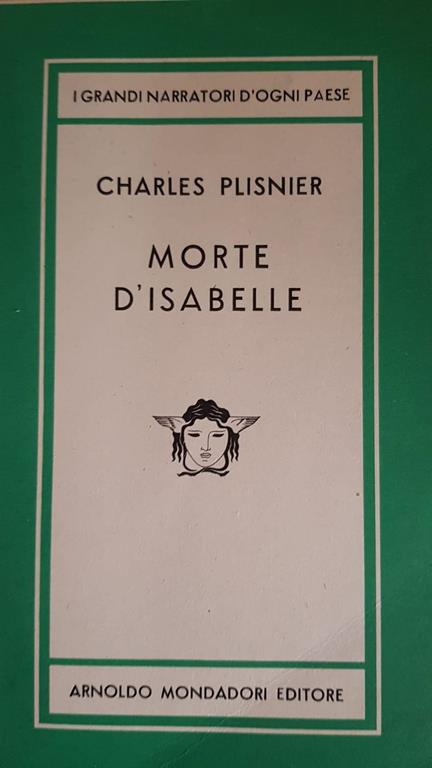 I GRANDI NARRATORI D'OGNI PAESE
CHARLES PLISNIER
MORTE
D'ISABELLE
ARNOLDO MONDADORI EDITORE